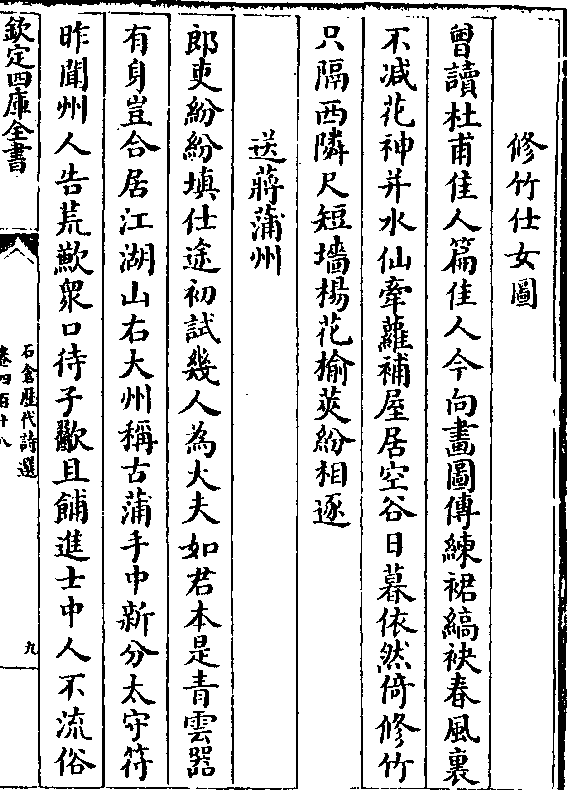 修竹仕女圖
曽讀杜甫佳人篇佳人今向畫圖傳練裙縞袂春風裏
不減花神并水仙牽蘿補屋居空谷日暮依然倚修竹
只隔西隣尺短墻楊花榆莢紛相逐
送蔣蒲州
郎吏紛紛填仕途初試幾人為大夫如君本是青雲器
有身豈合居江湖山右大州稱古蒲手中新分太守符
昨聞州人告荒歉衆口待子歠且餔進士中人不流俗
欽定四庫全書
石倉歴代詩選
卷四百十八
九